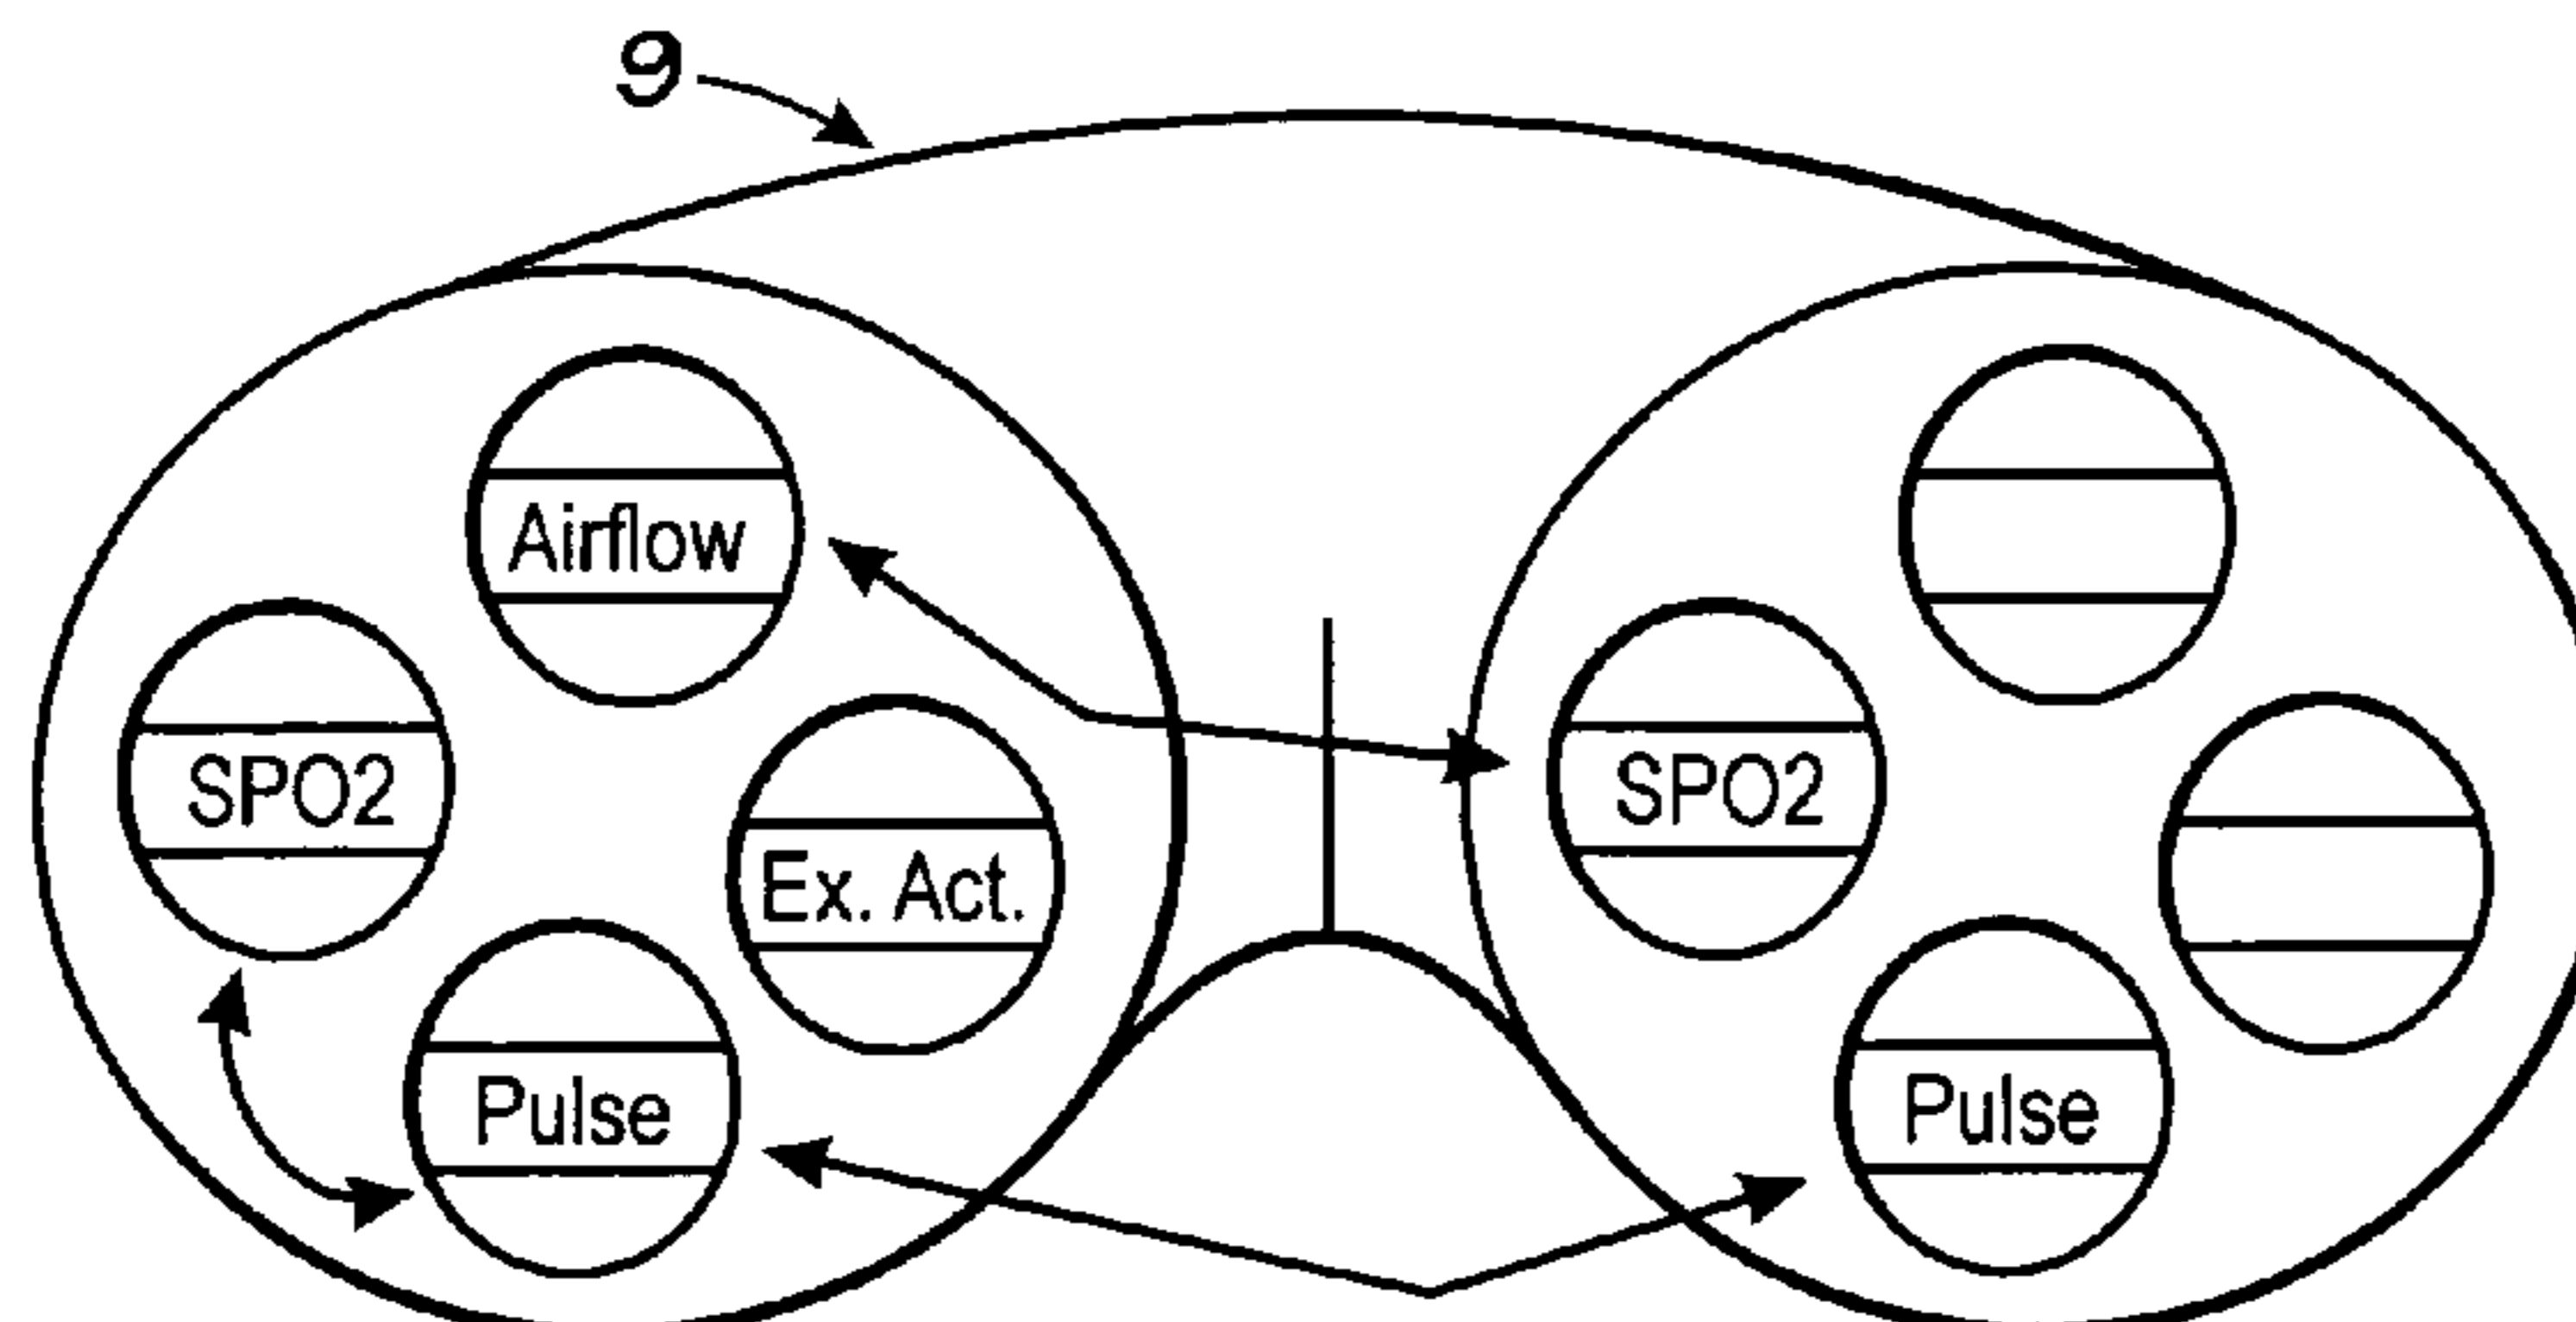 9
Airflow
SPO2
Ex. Act.
Pulse
SPO2
Pulse